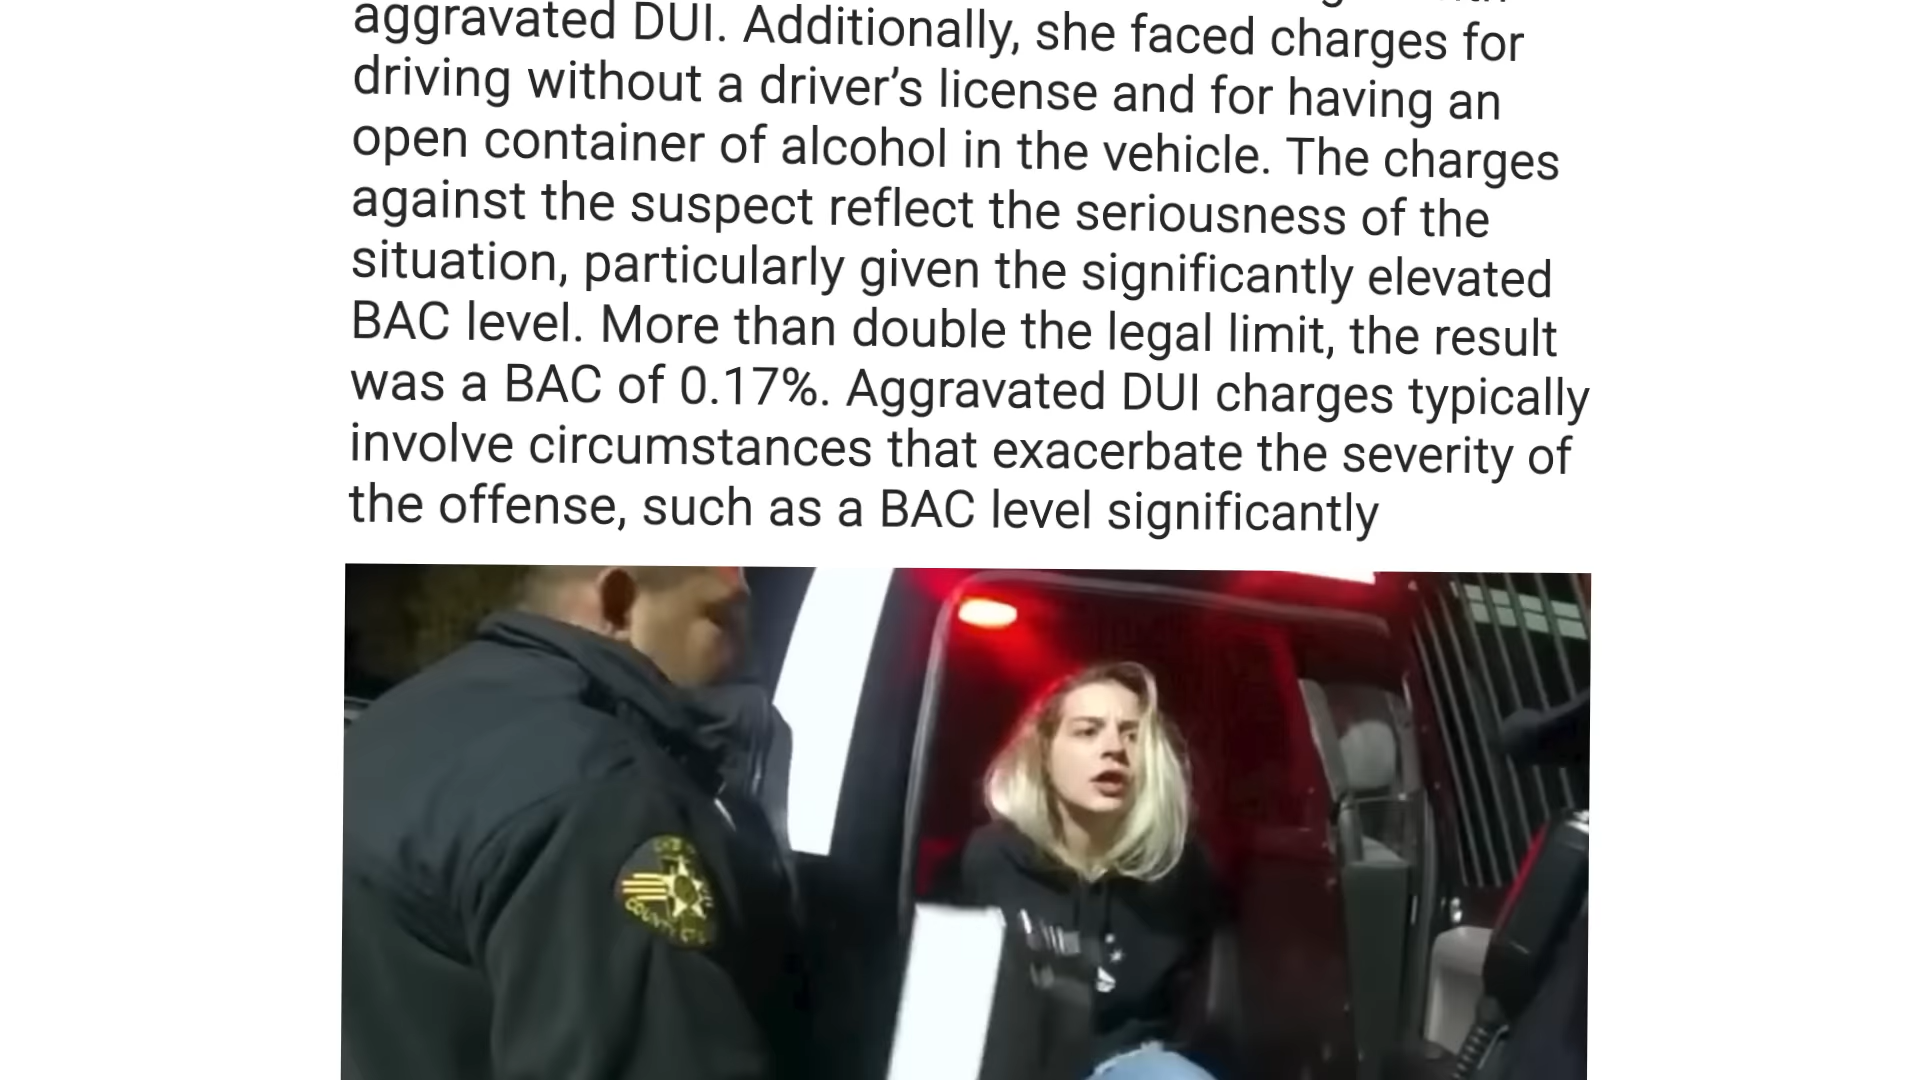 aggravated DUI. Additionally, she faced charges for
driving without a driver’s license and for having an
open container of alcohol in the vehicle. The charges
against the suspect reflect the seriousness of the
situation, particularly given the significantly elevated
BAC level. More than double the legal limit, the result
was a BAC of 0.17%. Aggravated DUI charges typically
involve circumstances that exacerbate the severity of
the offense, such as a BAC level significantly
COUNTY